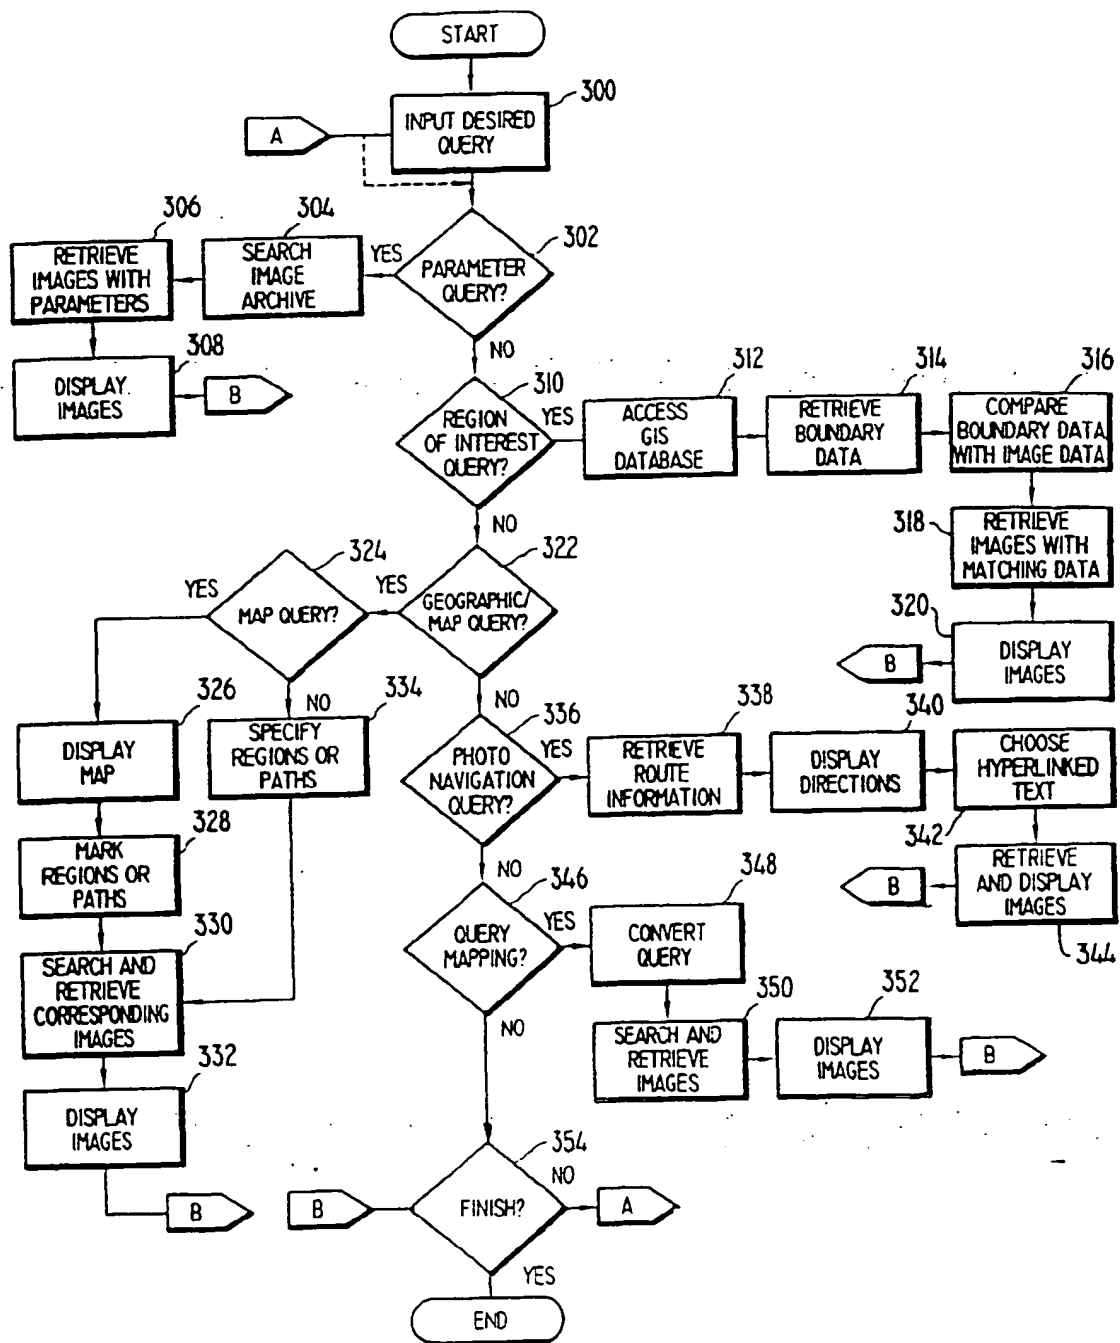 START
300
INPUT DESIRED
QUERY
A
306
304
302
RETRIEVE
IMAGES WITH
PARAMETERS
SEARCH
IMAGE
ARCHIVE
YES
PARAMETER
QUERY?
308
NO
DISPLAY
IMAGES
B
310
312
314
316
REGION
OF INTEREST
QUERY?
YES
ACCESS
GIS
DATABASE
RETRIEVE
BOUNDARY
DATA
COMPARE
BOUNDARY DATA
WITH IMAGE DATA
NO
318
RETRIEVE
IMAGES WITH
MATCHING DATA
324
322
YES
MAP QUERY?
YES
GEOGRAPHIC/
MAP QUERY?
320
B
DISPLAY
IMAGES
NO
NO
326
334
336
338
340
DISPLAY
MAP
SPECIFY
REGIONS OR
PATHS
PHOTO
NAVIGATION
QUERY?
YES
RETRIEVE
ROUTE
INFORMATION
DISPLAY
DIRECTIONS
CHOOSE
HYPERLINKED
TEXT
342
328
MARK
REGIONS OR
PATHS
NO
B
RETRIEVE
AND DISPLAY
IMAGES
344
346
348
QUERY
MAPPING?
YES
CONVERT
QUERY
330
SEARCH AND
RETRIEVE
CORRESPONDING
IMAGES
NO
350
352
SEARCH AND
RETRIEVE
IMAGES
DISPLAY
IMAGES
B
332
DISPLAY
IMAGES
B
354
B
FINISH?
NO
A
YES
END